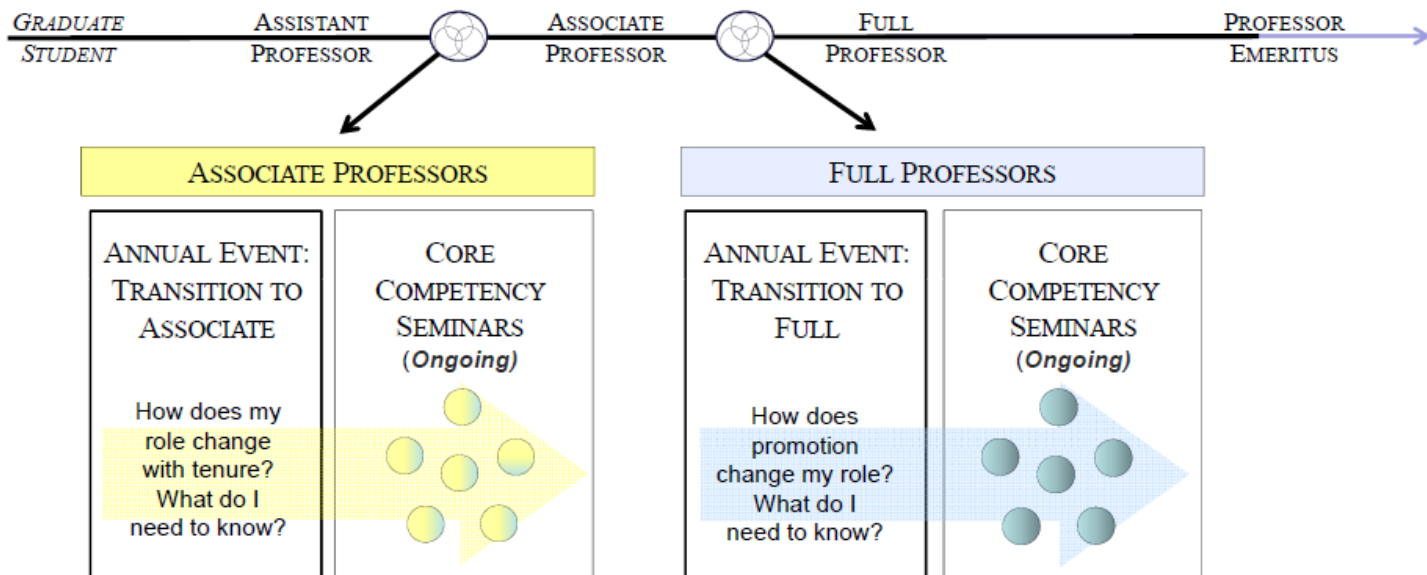 GRADUATE
STUDENT
ASSISTANT
PROFESSOR
ASSOCIATE
PROFESSOR
FULL
PROFESSOR
PROFESSOR
EMERITUS
ASSOCIATE PROFESSORS
ANNUAL EVENT:
TRANSITION TO
ASSOCIATE
How does my
role change
with tenure?
What do I
need to know?
CORE
COMPETENCY
SEMINARS
(Ongoing)
FULL PROFESSORS
ANNUAL EVENT:
TRANSITION TO
FULL
How does
promotion
change my role?
What do I
need to know?
CORE
COMPETENCY
SEMINARS
(Ongoing)